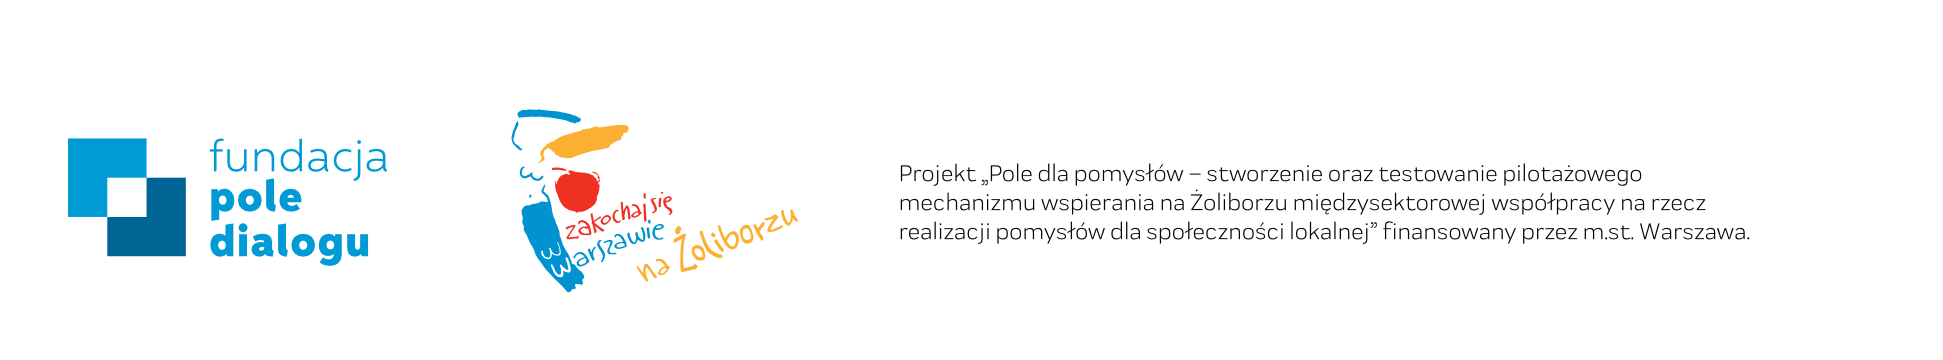 fundacja
pole
dialogu
zakochaj się
w Warszawie
na Żoliborzu
Projekt „Pole dla pomysłów – stworzenie oraz testowanie pilotażowego
mechanizmu wspierania na Żoliborzu międzysektorowej współpracy na rzecz
realizacji pomysłów dla społeczności lokalnej” finansowany przez m.st. Warszawa.